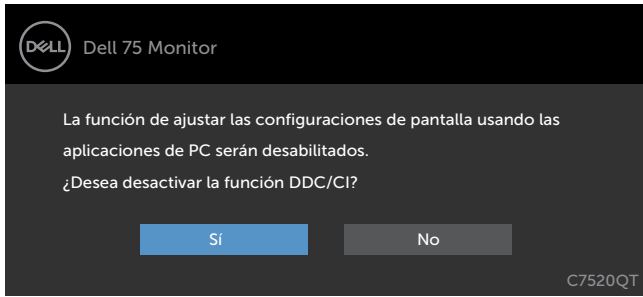 DELL Dell 75 Monitor
La función de ajustar las configuraciones de pantalla usando las
aplicaciones de PC serán desabilitados.
¿Desea desactivar la función DDC/CI?
Sí No
C7520QT